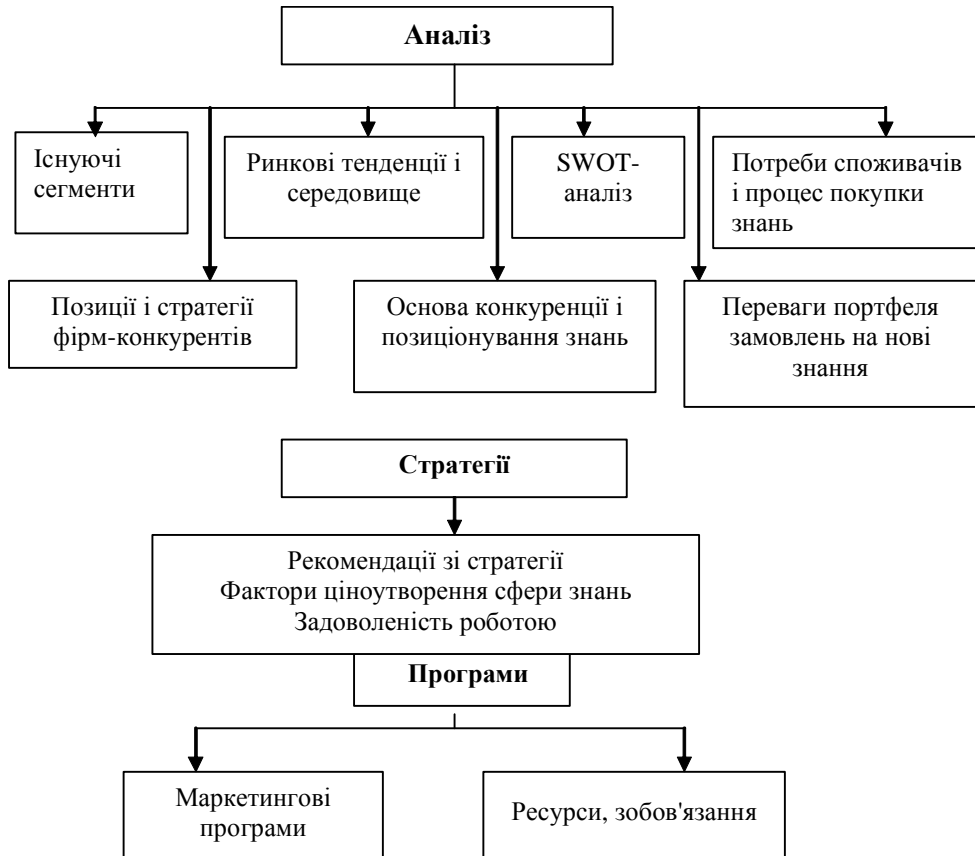 Аналіз
Існуючі
сегменти
Ринкові тенденції і
середовище
SWOT-
аналіз
Потреби споживачів
і процес покупки
знань
Позиції і стратегії
фірм-конкурентів
Основа конкуренції і
позиціонування знань
Переваги портфеля
замовлень на нові
знання
Стратегії
Рекомендації зі стратегії
Фактори ціноутворення сфери знань
Задоволеність роботою
Програми
Маркетингові
програми
Ресурси, зобов'язання